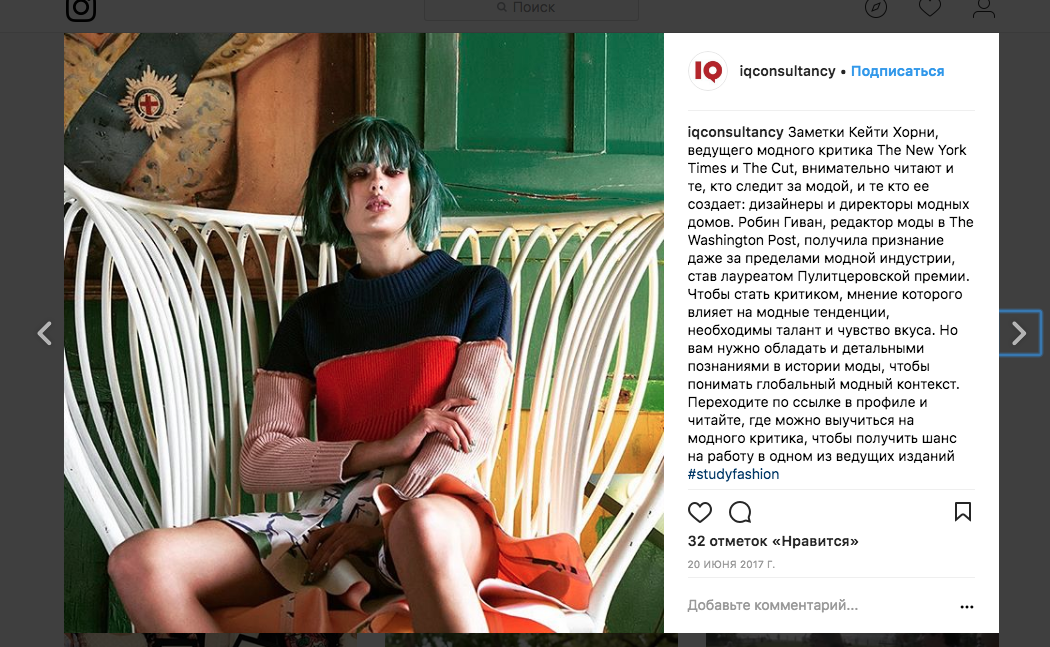 Поиск
IQ
iqconsultancy • Подписаться
iqconsultancy Заметки Кейти Хорни,
ведущего модного критика The New York
Times и The Cut, внимательно читают и
те, кто следит за модой, и те кто ее
создает: дизайнеры и директоры модных
домов. Робин Гиван, редактор моды в The
Washington Post, получила признание
даже за пределами модной индустрии,
став лауреатом Пулитцеровской премии.
Чтобы стать критиком, мнение которого
влияет на модные тенденции,
необходимы талант и чувство вкуса. Но
вам нужно обладать и детальными
познаниями в истории моды, чтобы
понимать глобальный модный контекст.
Переходите по ссылке в профиле и
читайте, где можно выучиться на
модного критика, чтобы получить шанс
на работу в одном из ведущих изданий
#studyfashion
32 отметок «Нравится»
20 ИЮНЯ 2017 Г.
Добавьте комментарий...